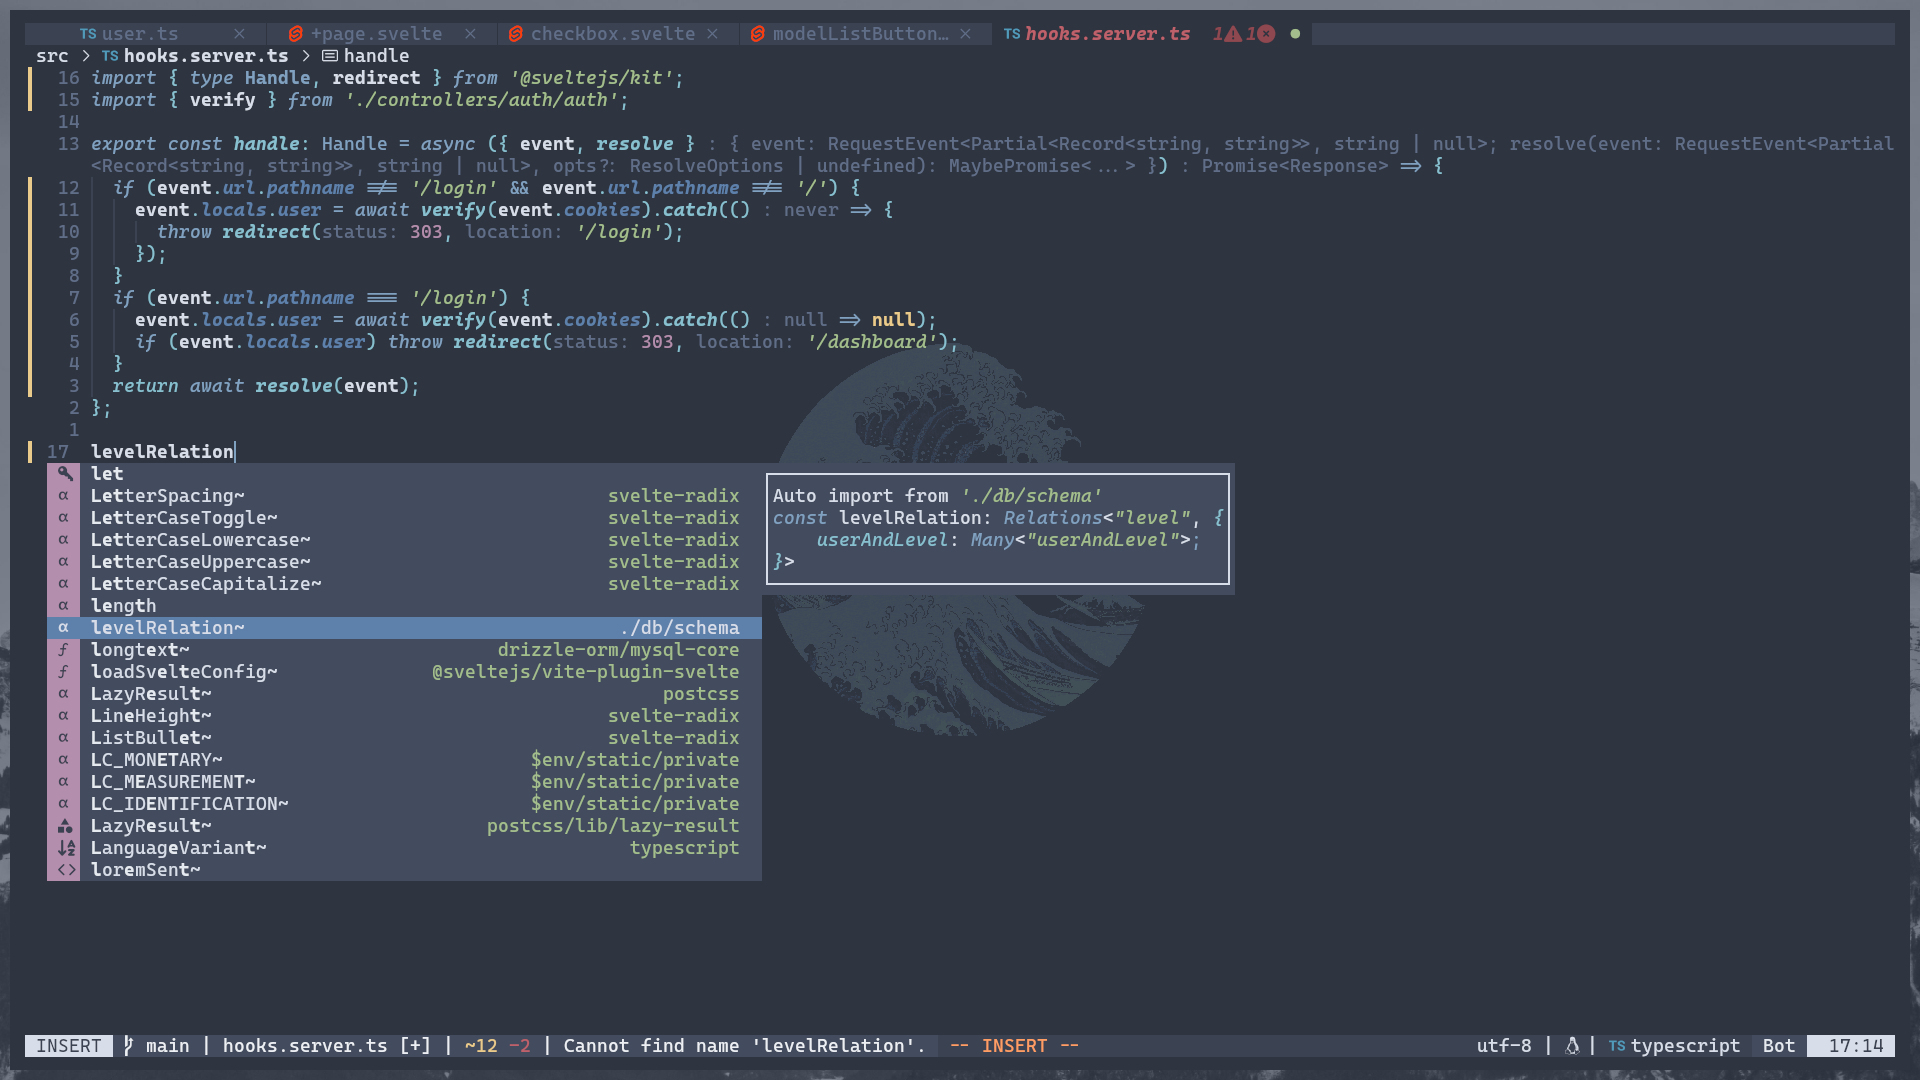 TS user.ts × +page.svelte × checkbox.svelte × modelListButton… × TS hooks.server.ts 1 1 ●
src > TS hooks.server.ts > handle
16 import { type Handle, redirect } from '@sveltejs/kit';
15 import { verify } from './controllers/auth/auth';
14
13 export const handle: Handle = async ({ event, resolve } : { event: RequestEvent<Partial<Record<string, string>>, string | null>; resolve(event: RequestEvent<Partial
<Record<string, string>>, string | null>, opts?: ResolveOptions | undefined): MaybePromise<...> }) : Promise<Response> => {
12 if (event.url.pathname !== '/login' && event.url.pathname !== '/') {
11 event.locals.user = await verify(event.cookies).catch(() : never => {
10 throw redirect(status: 303, location: '/login');
9 });
8 }
7 if (event.url.pathname === '/login') {
6 event.locals.user = await verify(event.cookies).catch(() : null => null);
5 if (event.locals.user) throw redirect(status: 303, location: '/dashboard');
4 }
3 return await resolve(event);
2 };
1
17 levelRelation
let
α LetterSpacing~ svelte-radix
α LetterCaseToggle~ svelte-radix
α LetterCaseLowercase~ svelte-radix
α LetterCaseUppercase~ svelte-radix
α LetterCaseCapitalize~ svelte-radix
α length
α levelRelation~ ./db/schema
f longtext~ drizzle-orm/mysql-core
f loadSvelteConfig~ @sveltejs/vite-plugin-svelte
α LazyResult~ postcss
α LineHeight~ svelte-radix
α ListBullet~ svelte-radix
α LC_MONETARY~ $env/static/private
α LC_MEASUREMENT~ $env/static/private
α LC_IDENTIFICATION~ $env/static/private
LazyResult~ postcss/lib/lazy-result
LanguageVariant~ typescript
<> loremSent~
Auto import from './db/schema'
const levelRelation: Relations<"level", {
userAndLevel: Many<"userAndLevel">;
}>
INSERT main | hooks.server.ts [+] | ~12 -2 | Cannot find name 'levelRelation'. -- INSERT -- utf-8 | | TS typescript Bot 17:14